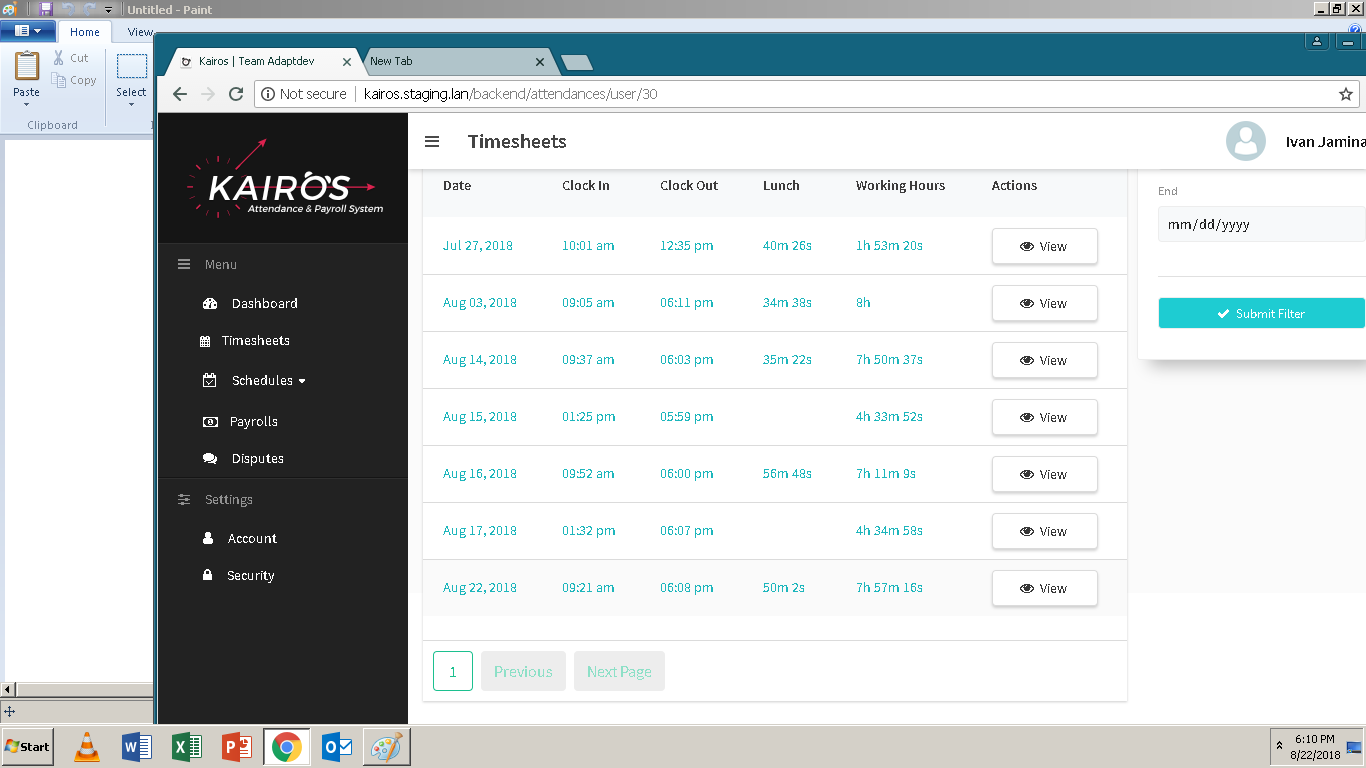 Untitled - Paint
Home View
Paste
Cut
Copy
Select
Clipboard
Kairos | Team Adaptdev
New Tab
Not secure | kairos.staging.lan/backend/attendances/user/30
KAIROS
Attendance & Payroll System
Timesheets
Ivan Jamina
Menu
Dashboard
Timesheets
Schedules
Payrolls
Disputes
Settings
Account
Security
Date Clock In Clock Out Lunch Working Hours Actions
Jul 27, 2018 10:01 am 12:35 pm 40m 26s 1h 53m 20s View
Aug 03, 2018 09:05 am 06:11 pm 34m 38s 8h View
Aug 14, 2018 09:37 am 06:03 pm 35m 22s 7h 50m 37s View
Aug 15, 2018 01:25 pm 05:59 pm 4h 33m 52s View
Aug 16, 2018 09:52 am 06:00 pm 56m 48s 7h 11m 9s View
Aug 17, 2018 01:32 pm 06:07 pm 4h 34m 58s View
Aug 22, 2018 09:21 am 06:08 pm 50m 2s 7h 57m 16s View
1 Previous Next Page
End
mm/dd/yyyy
Submit Filter
Start
6:10 PM
8/22/2018